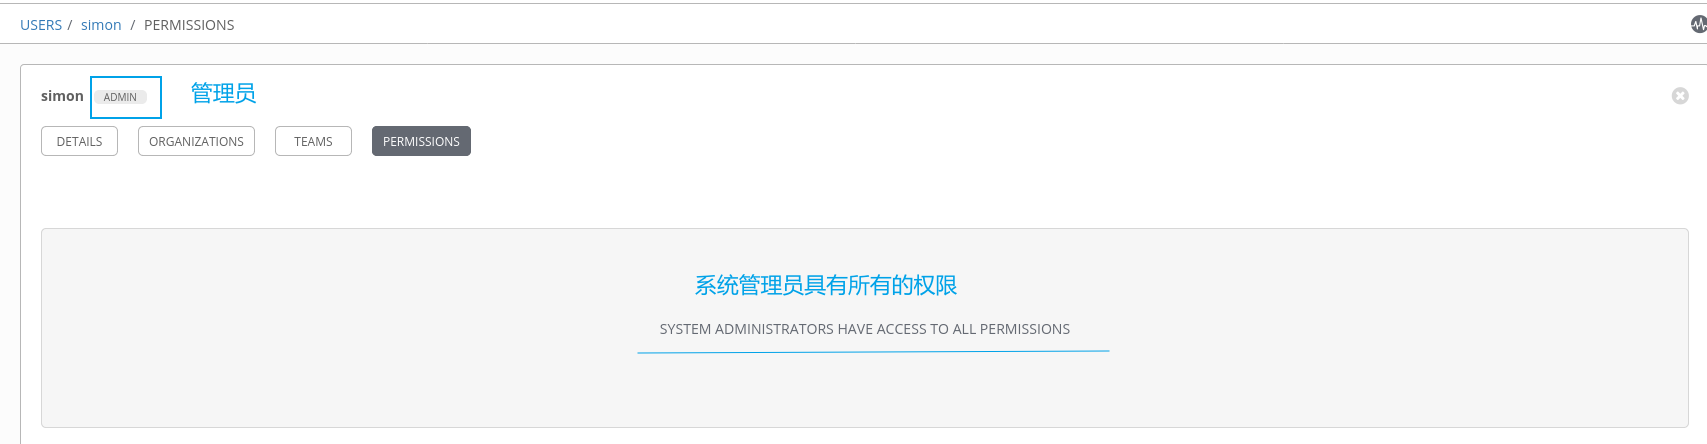 USERS / simon / PERMISSIONS
simon ADMIN 管理员
DETAILS ORGANIZATIONS TEAMS PERMISSIONS
系统管理员具有所有的权限
SYSTEM ADMINISTRATORS HAVE ACCESS TO ALL PERMISSIONS